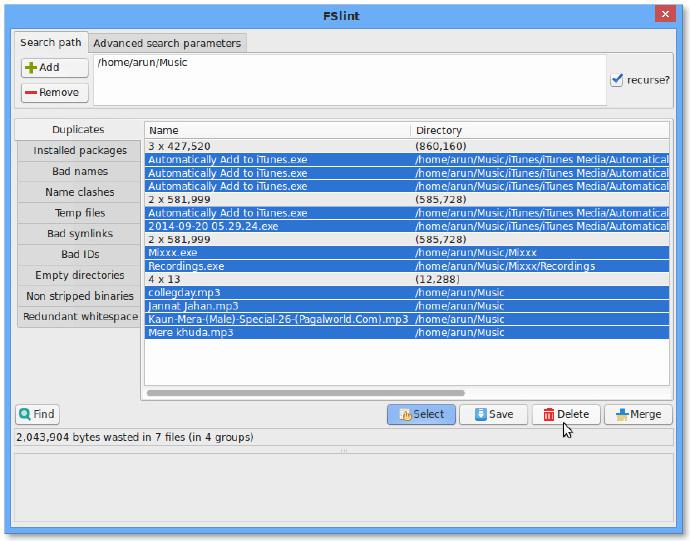 FSlint
Search path
Advanced search parameters
Add
Remove
/home/arun/Music
recurse?
Duplicates
Installed packages
Bad names
Name clashes
Temp files
Bad symlinks
Bad IDs
Empty directories
Non stripped binaries
Redundant whitespace
Name Directory
3 x 427,520 (860,160)
Automatically Add to iTunes.exe /home/arun/Music/iTunes/iTunes Media/Automatical
Automatically Add to iTunes.exe /home/arun/Music/iTunes/iTunes Media/Automatical
Automatically Add to iTunes.exe /home/arun/Music/iTunes/iTunes Media/Automatical
2 x 581,999 (585,728)
Automatically Add to iTunes.exe /home/arun/Music/iTunes/iTunes Media/Automatical
2014-09-20 05.29.24.exe /home/arun/Music/iTunes/iTunes Media/Automatical
2 x 581,999 (585,728)
Mixxx.exe /home/arun/Music/Mixxx
Recordings.exe /home/arun/Music/Mixxx/Recordings
4 x 13 (12,288)
collegday.mp3 /home/arun/Music
Jannat Jahan.mp3 /home/arun/Music
Kaun-Mera-(Male)-Special-26-(Pagalworld.Com).mp3 /home/arun/Music
Mere khuda.mp3 /home/arun/Music
Find
Select
Save
Delete
Merge
2,043,904 bytes wasted in 7 files (in 4 groups)